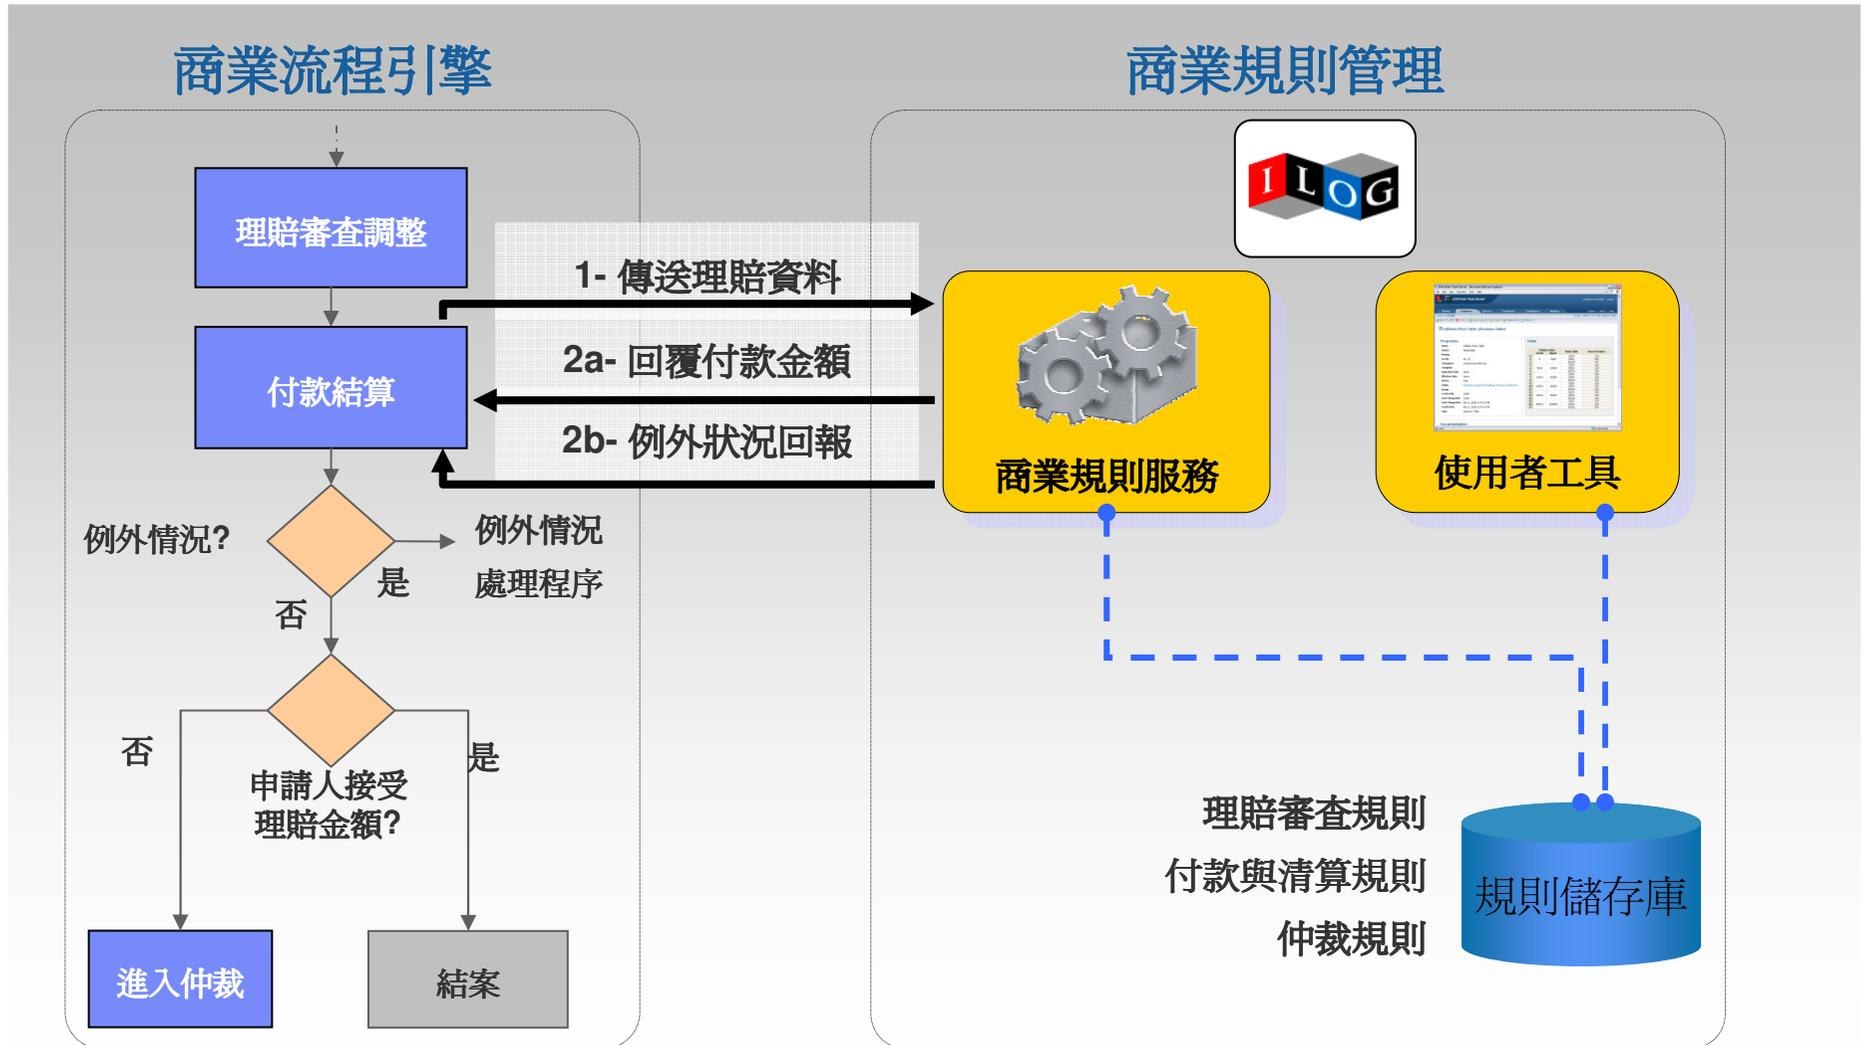 商業流程引擎
商業規則管理
ILOG
理賠審查調整
1- 傳送理賠資料
2a- 回覆付款金額
付款結算
2b- 例外狀況回報
商業規則服務
使用者工具
例外情況?
例外情況
處理程序
是
否
否
是
申請人接受
理賠金額?
理賠審查規則
付款與清算規則
仲裁規則
規則儲存庫
進入仲裁
結案